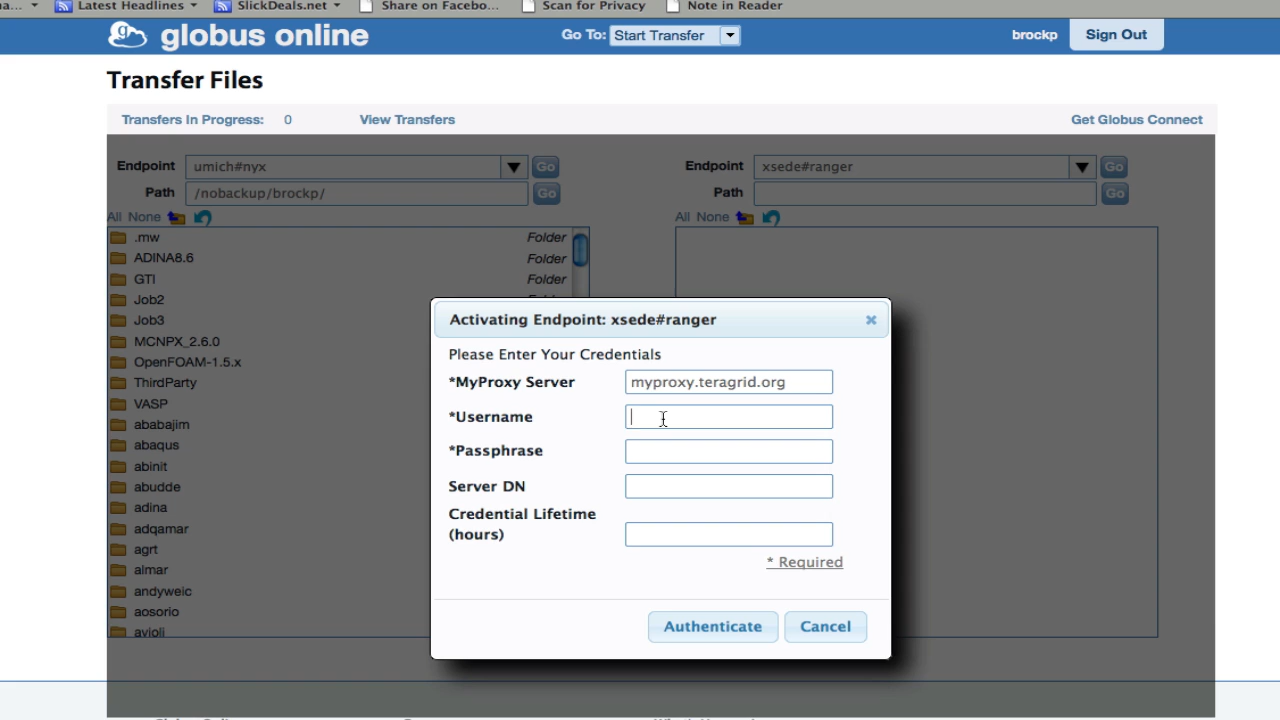 Latest Headlines SlickDeals.net Share on Facebo... Scan for Privacy Note in Reader
globus online Go To: Start Transfer brockp Sign Out
Transfer Files
Transfers In Progress: 0 View Transfers Get Globus Connect
Endpoint umich#nyx Go Endpoint xsede#ranger Go
Path /nobackup/brockp/ Go Path Go
All None All None
.mw Folder
ADINA8.6 Folder
GTI Folder
Job2
Job3
MCNPX_2.6.0
OpenFOAM-1.5.x
ThirdParty
VASP
ababajim
abaqus
abinit
abudde
adina
adqamar
agrt
almar
andyweic
aosorio
avioli
Activating Endpoint: xsede#ranger
Please Enter Your Credentials
*MyProxy Server myproxy.teragrid.org
*Username
*Passphrase
Server DN
Credential Lifetime
(hours)
* Required
Authenticate Cancel